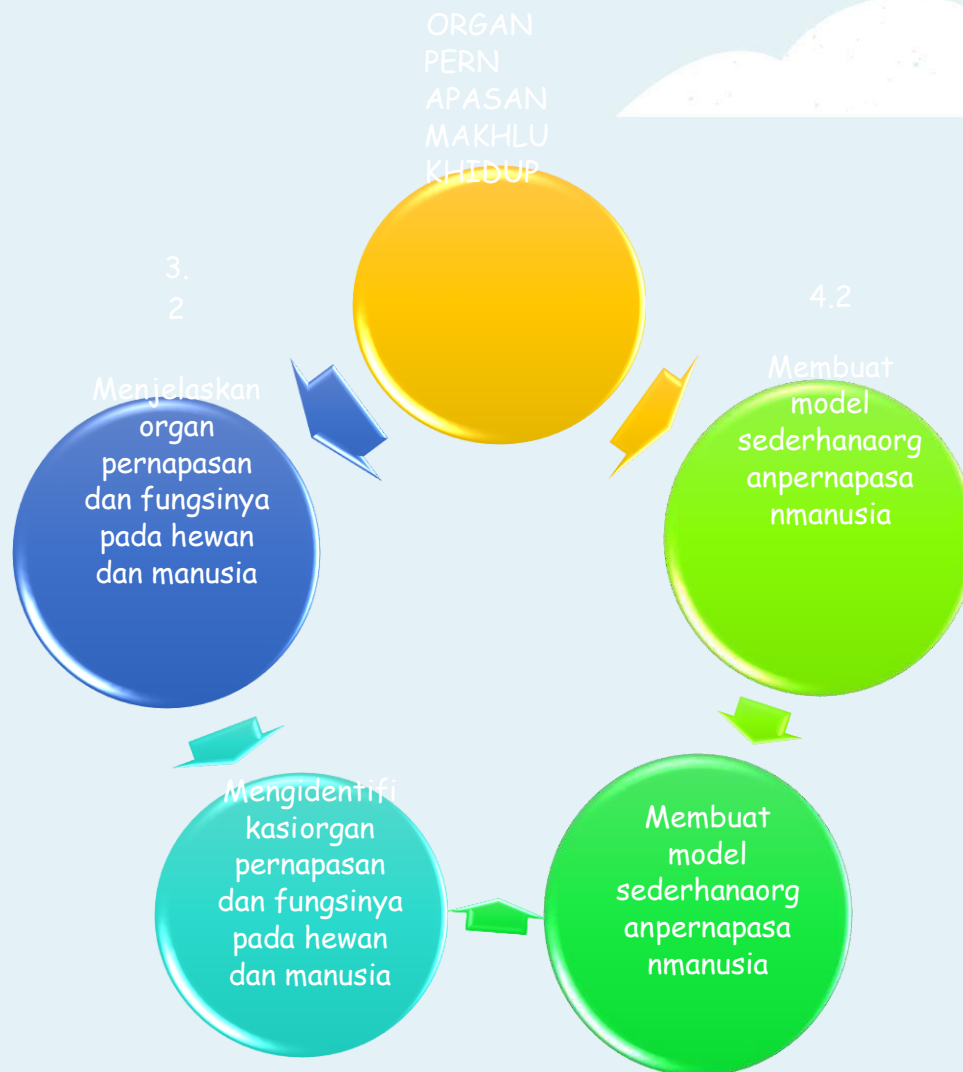 ORGAN
PERN
APASAN
MAKHLU
KHIDUP
3.
2
Menjelaskan
organ
pernapasan
dan fungsinya
pada hewan
dan manusia
4.2
Membuat
model
sederhanaorg
anpernapasa
nmanusia
Mengidentifi
kasiorgan
pernapasan
dan fungsinya
pada hewan
dan manusia
Membuat
model
sederhanaorg
anpernapasa
nmanusia